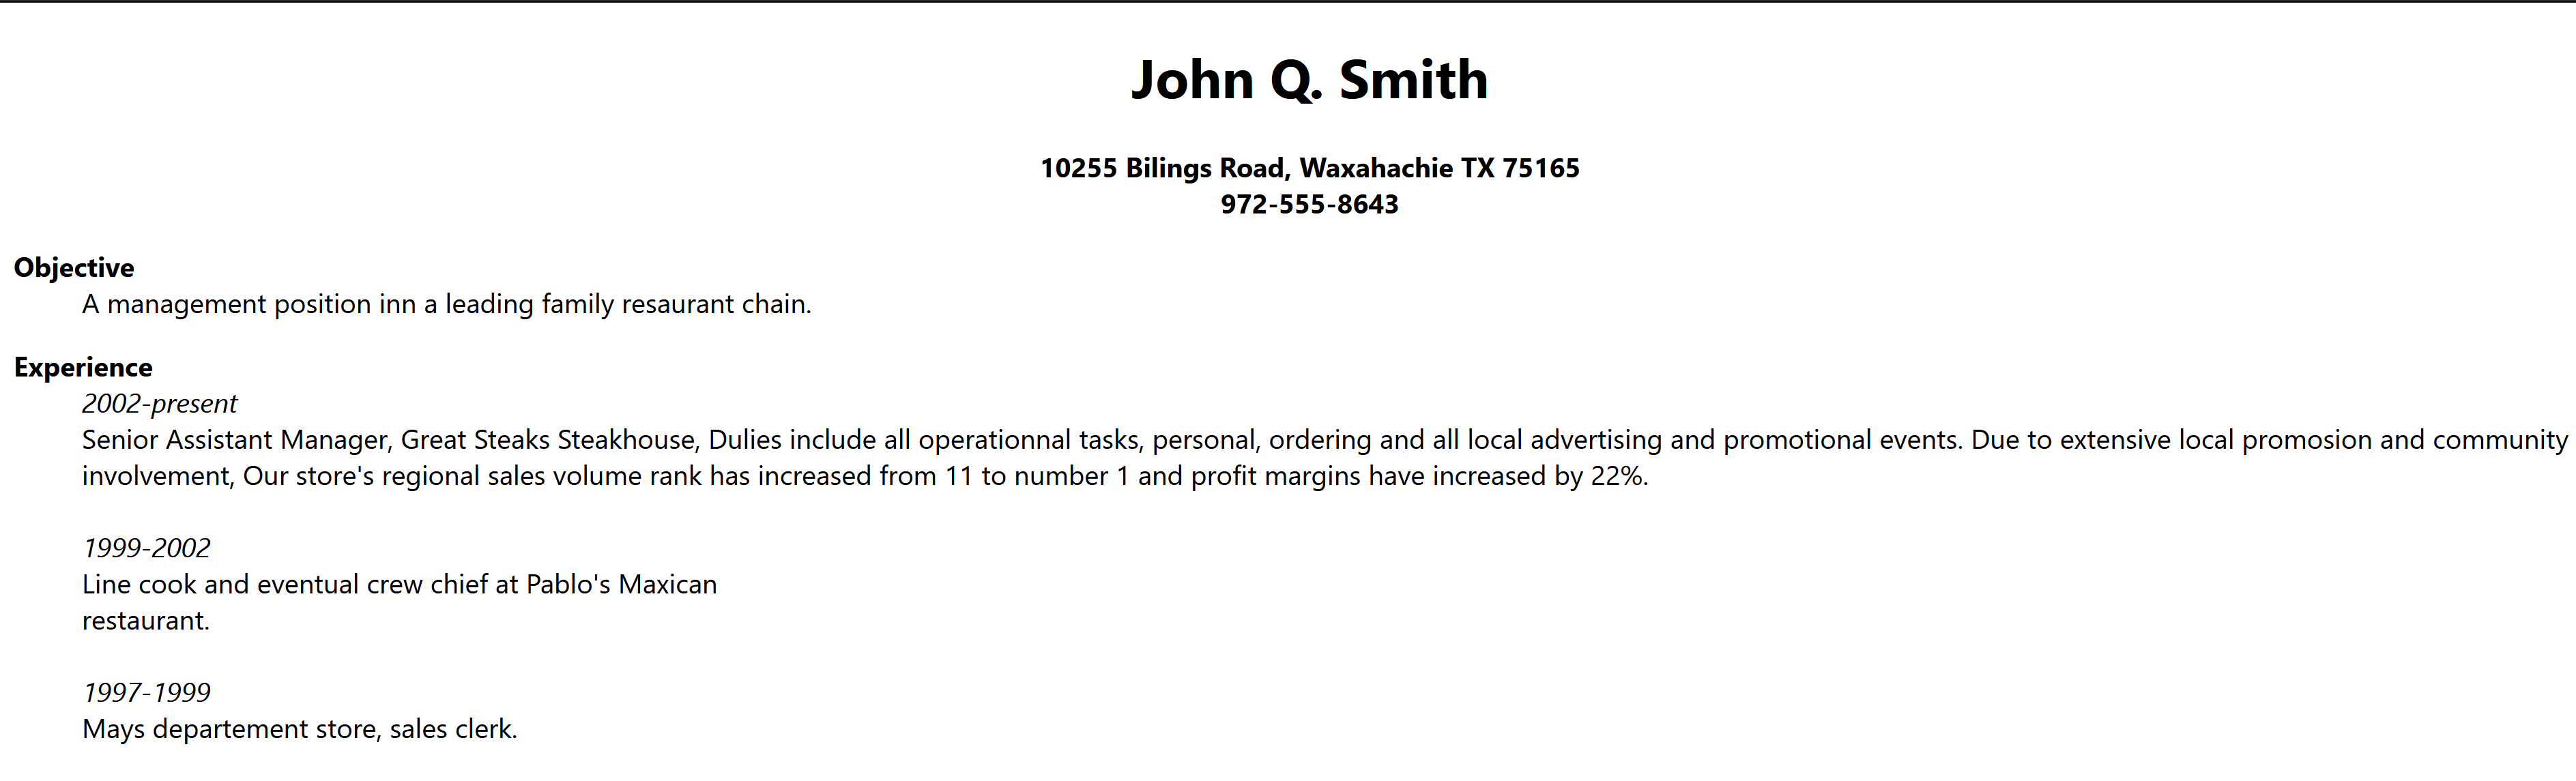 John Q. Smith
10255 Bilings Road, Waxahachie TX 75165
972-555-8643
Objective
A management position inn a leading family resaurant chain.
Experience
2002-present
Senior Assistant Manager, Great Steaks Steakhouse, Dulies include all operationnal tasks, personal, ordering and all local advertising and promotional events. Due to extensive local promosion and community
involvement, Our store's regional sales volume rank has increased from 11 to number 1 and profit margins have increased by 22%.
1999-2002
Line cook and eventual crew chief at Pablo's Maxican
restaurant.
1997-1999
Mays departement store, sales clerk.